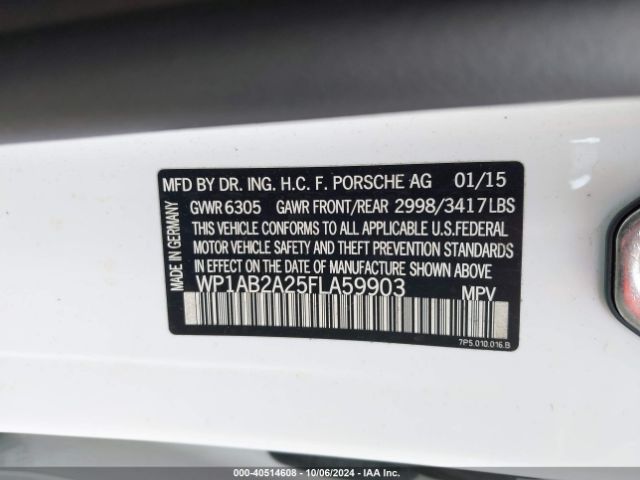 MFD BY DR. ING. H.C. F. PORSCHE AG 01/15
GVWR 6305 GAWR FRONT/REAR 2998/3417LBS
THIS VEHICLE CONFORMS TO ALL APPLICABLE U.S.FEDERAL
MOTOR VEHICLE SAFETY AND THEFT PREVENTION STANDARDS
IN EFFECT ON THE DATE OF MANUFACTURE SHOWN ABOVE
WP1AB2A25FLA59903 MPV
MADE IN GERMANY
7P5.010.016.B
000-40514608 - 10/06/2024 - IAA Inc.